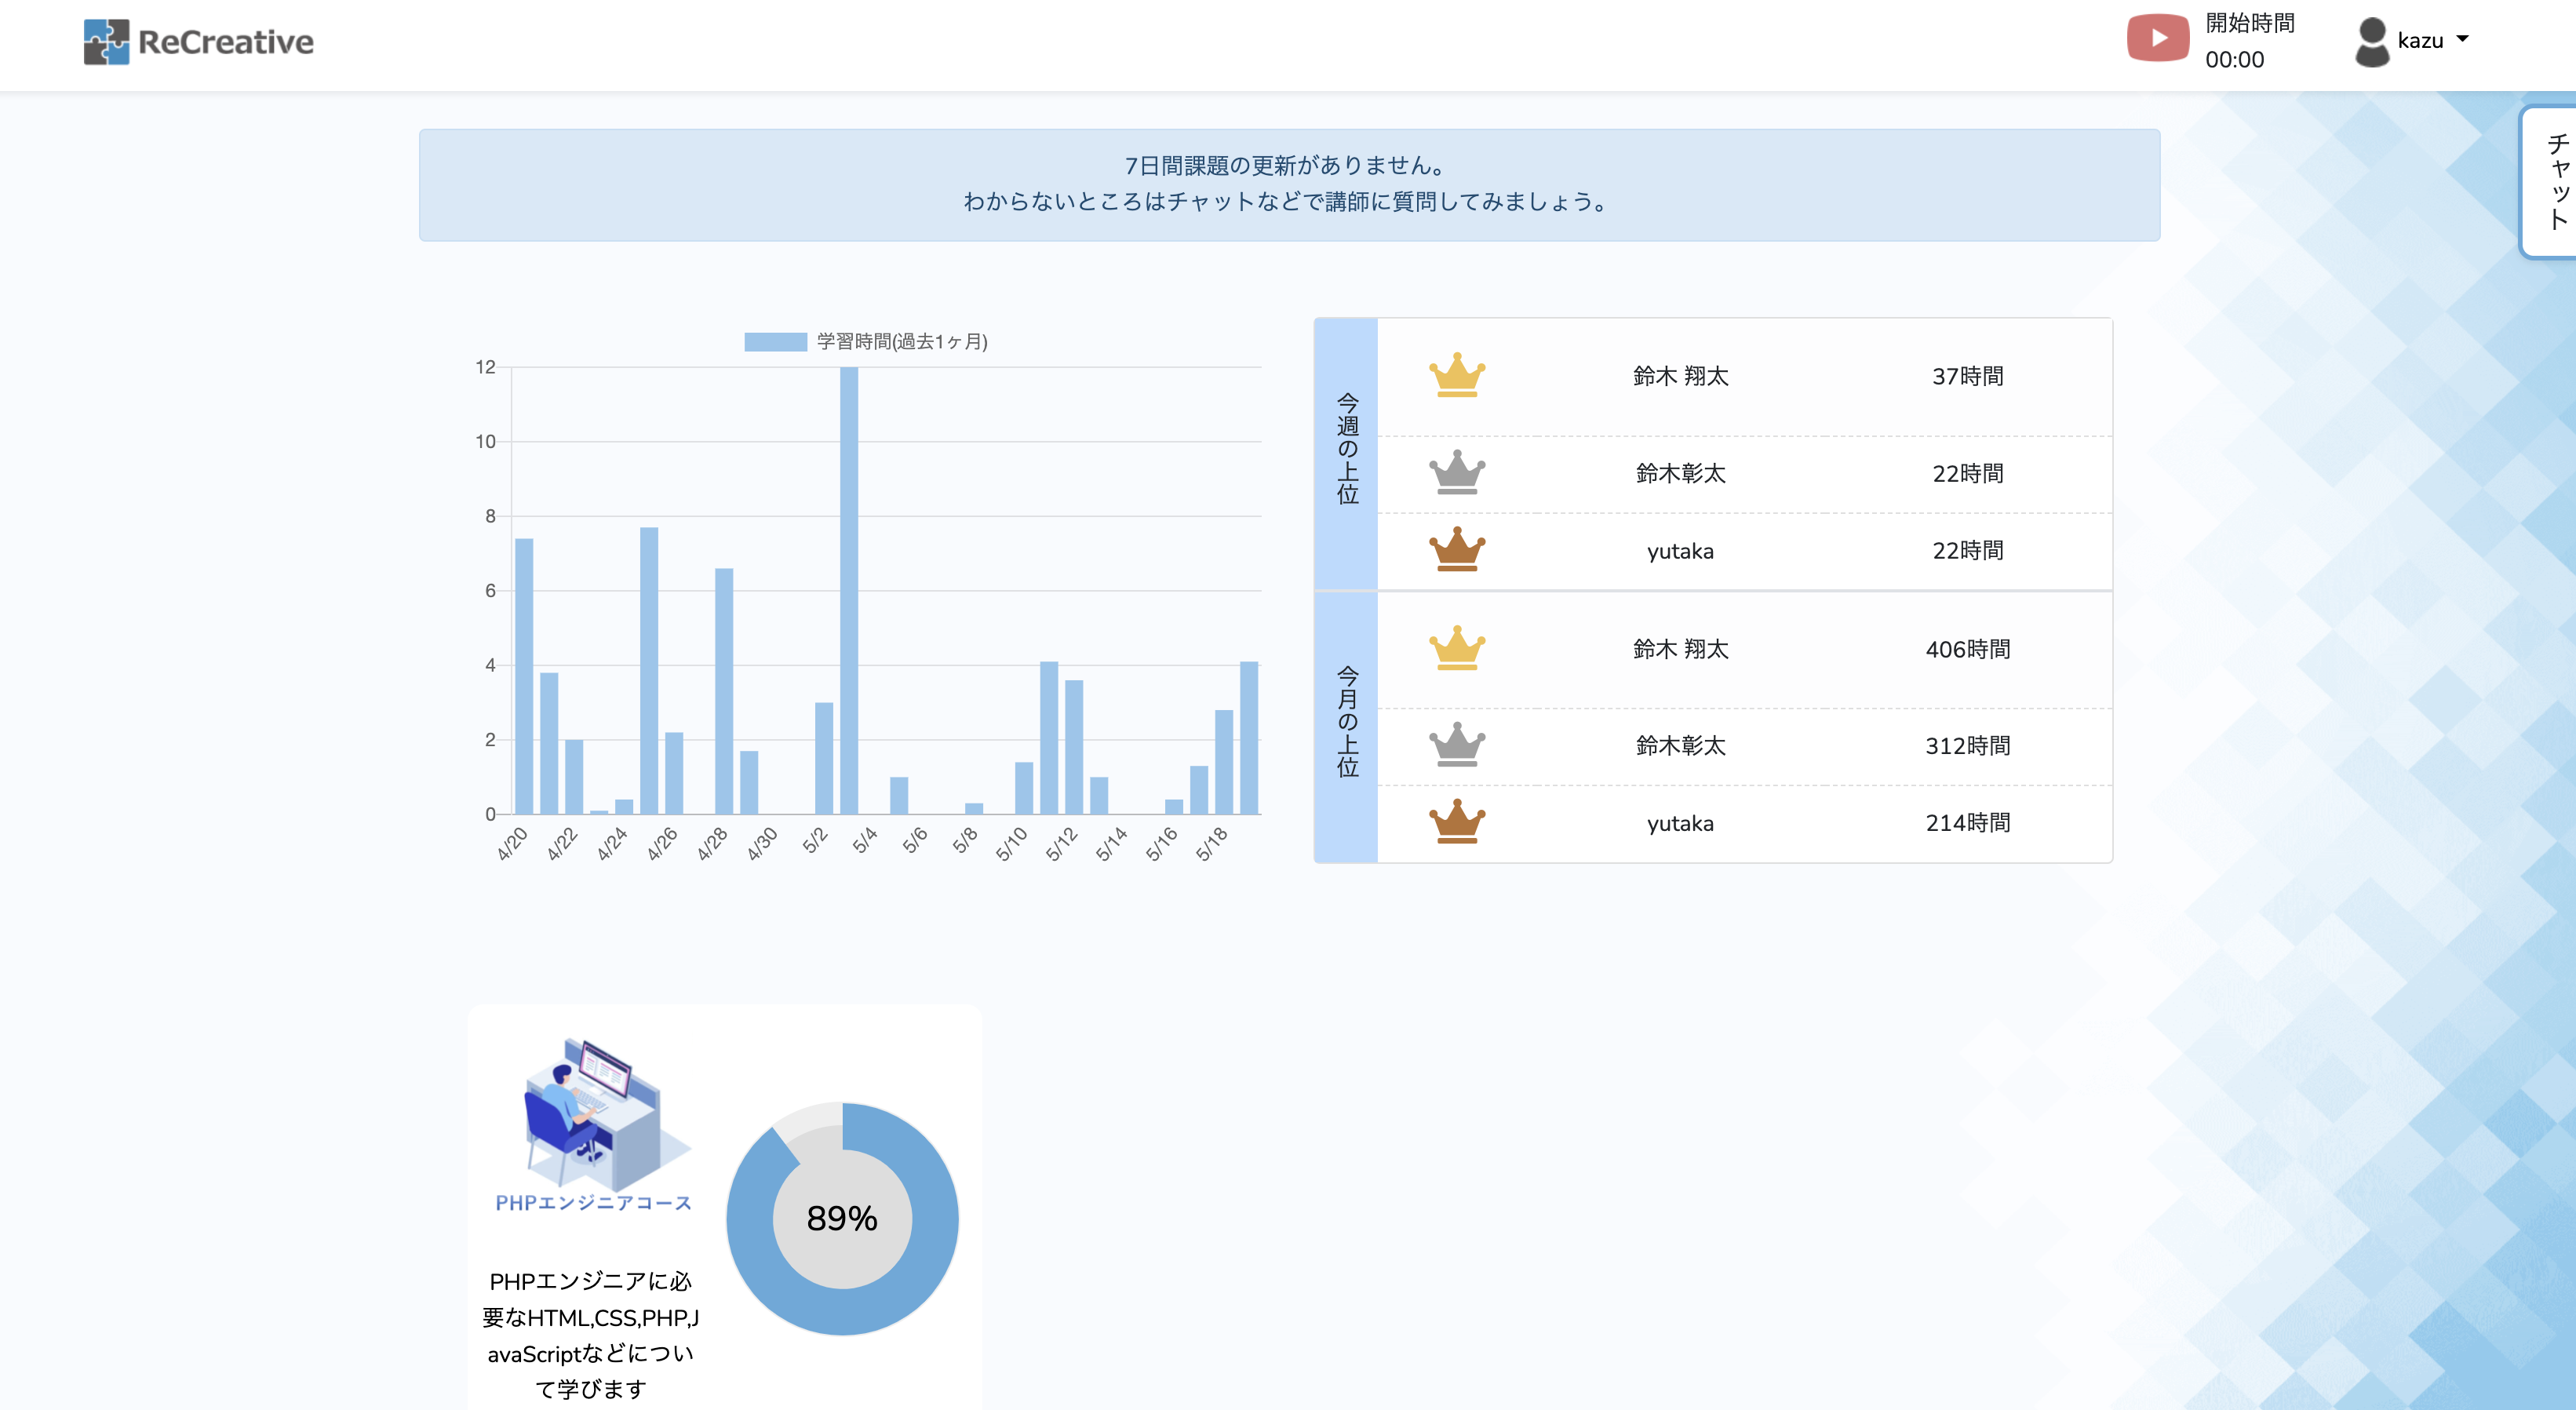 ReCreative
開始時間
00:00
kazu
チャット
7日間課題の更新がありません。
わからないところはチャットなどで講師に質問してみましょう。
学習時間(過去1ヶ月)
12
10
8
6
4
2
0
4/20
4/22
4/24
4/26
4/28
4/30
5/2
5/4
5/6
5/8
5/10
5/12
5/14
5/16
5/18
今週の上位
鈴木 翔太 37時間
鈴木彰太 22時間
yutaka 22時間
今月の上位
鈴木 翔太 406時間
鈴木彰太 312時間
yutaka 214時間
PHPエンジニアコース
89%
PHPエンジニアに必
要なHTML,CSS,PHP,J
avaScriptなどについ
て学びます